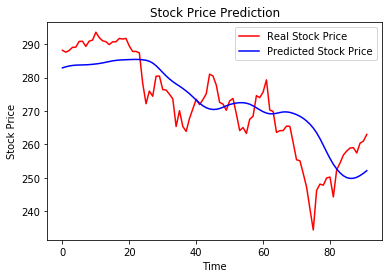 Stock Price Prediction
Real Stock Price
Predicted Stock Price
Stock Price
290
280
270
260
250
240
0 20 40 60 80
Time